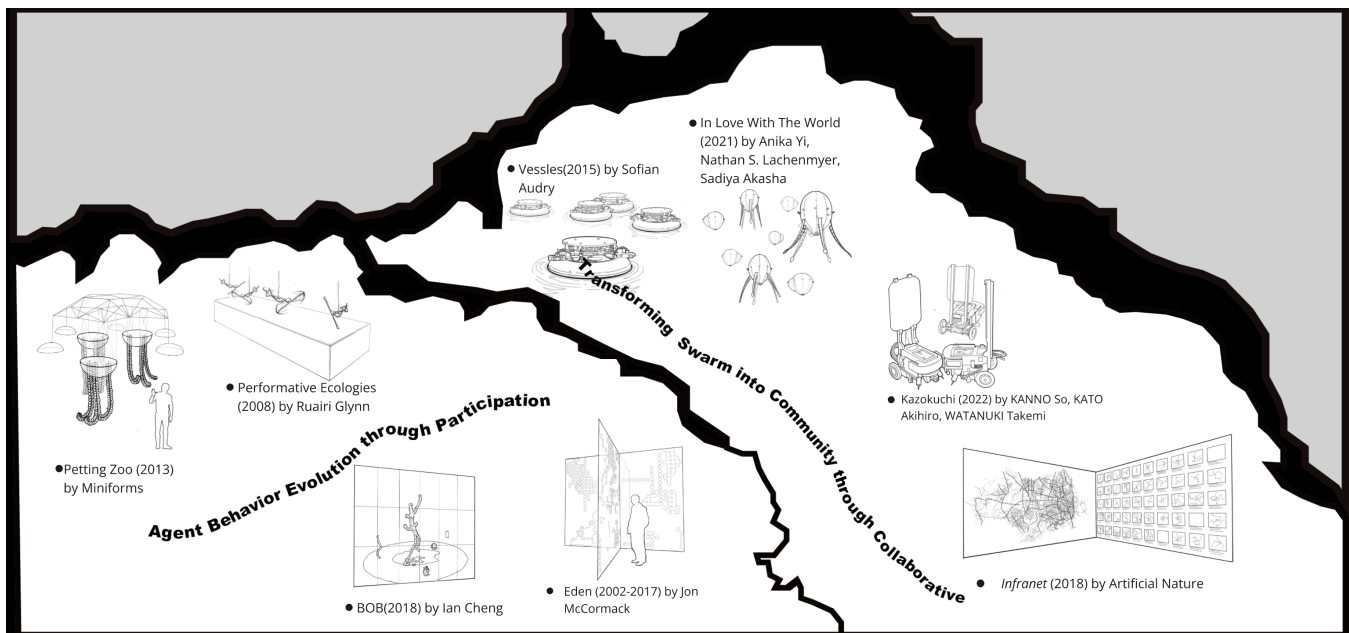 ● In Love With The World
(2021) by Anika Yi,
Nathan S. Lachenmyer,
Sadiya Akasha
● Vessles(2015) by Sofian
Audry
Transforming Swarm into Community through Collaborative
● Performative Ecologies
(2008) by Ruairi Glynn
● Kazokuchi (2022) by KANNO So, KATO
Akihiro, WATANUKI Takemi
Agent Behavior Evolution through Participation
●Petting Zoo (2013)
by Miniforms
● BOB(2018) by Ian Cheng
● Eden (2002-2017) by Jon
McCormack
● Infranet (2018) by Artificial Nature